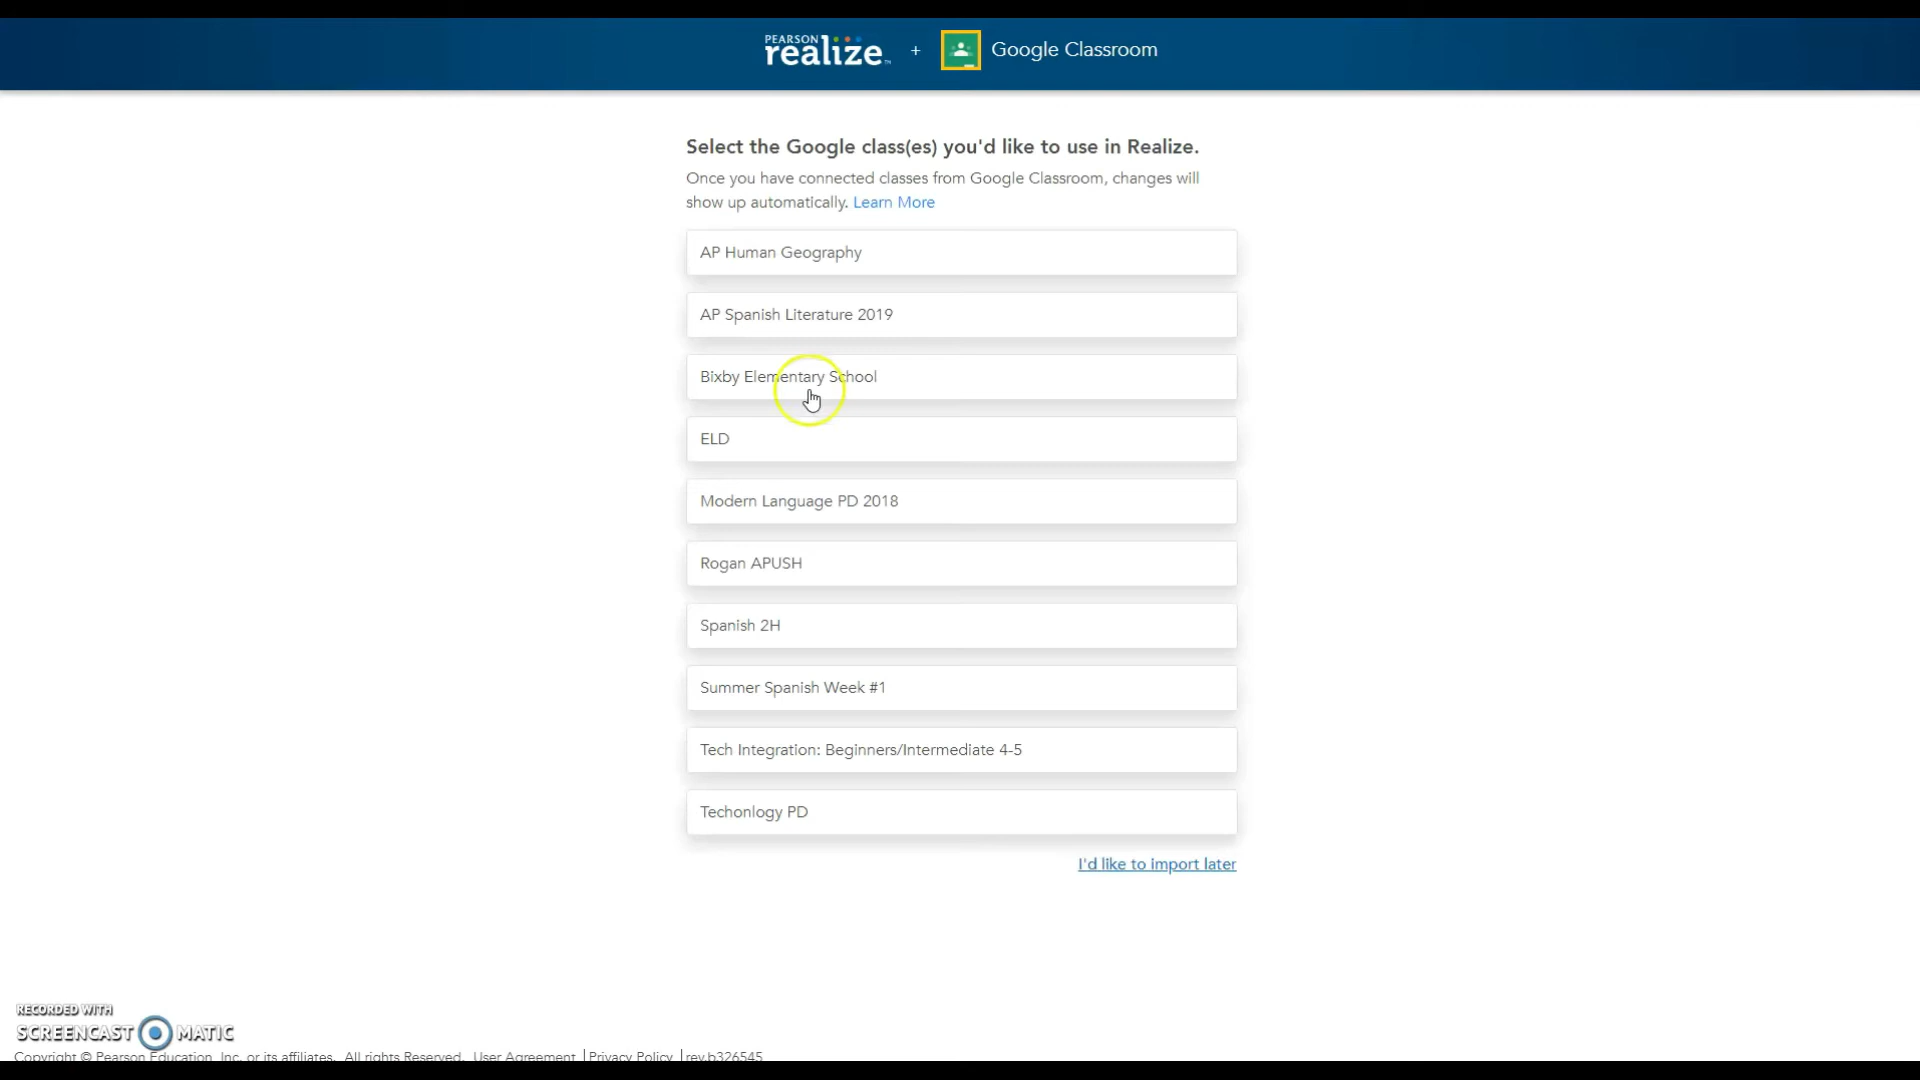 PEARSON
realize™ + Google Classroom
Select the Google class(es) you'd like to use in Realize.
Once you have connected classes from Google Classroom, changes will
show up automatically. Learn More
AP Human Geography
AP Spanish Literature 2019
Bixby Elementary School
ELD
Modern Language PD 2018
Rogan APUSH
Spanish 2H
Summer Spanish Week #1
Tech Integration: Beginners/Intermediate 4-5
Techonlogy PD
I'd like to import later
RECORDED WITH
SCREENCAST MATIC
Copyright © Pearson Education, Inc. or its affiliates. All rights Reserved. User Agreement | Privacy Policy | rev.b326545